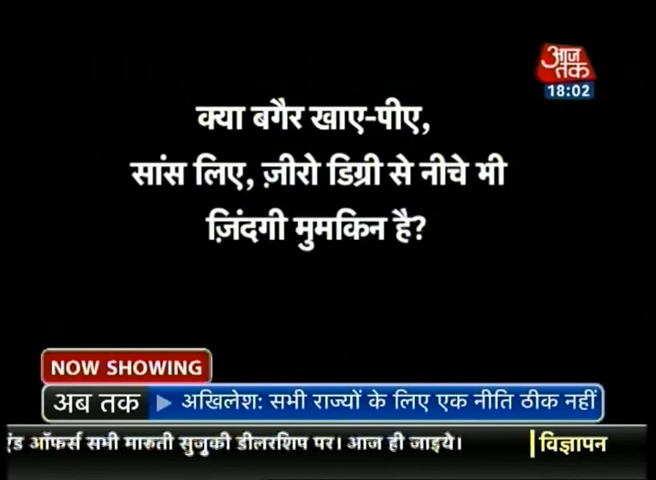 आज
तक
18:02
क्या बगैर खाए-पीए,
सांस लिए, ज़ीरो डिग्री से नीचे भी
ज़िंदगी मुमकिन है?
NOW SHOWING
अब तक
अखिलेश: सभी राज्यों के लिए एक नीति ठीक नहीं
ऑफर्स सभी मारुती सुजुकी डीलरशिप पर। आज ही जाइये।
विज्ञापन